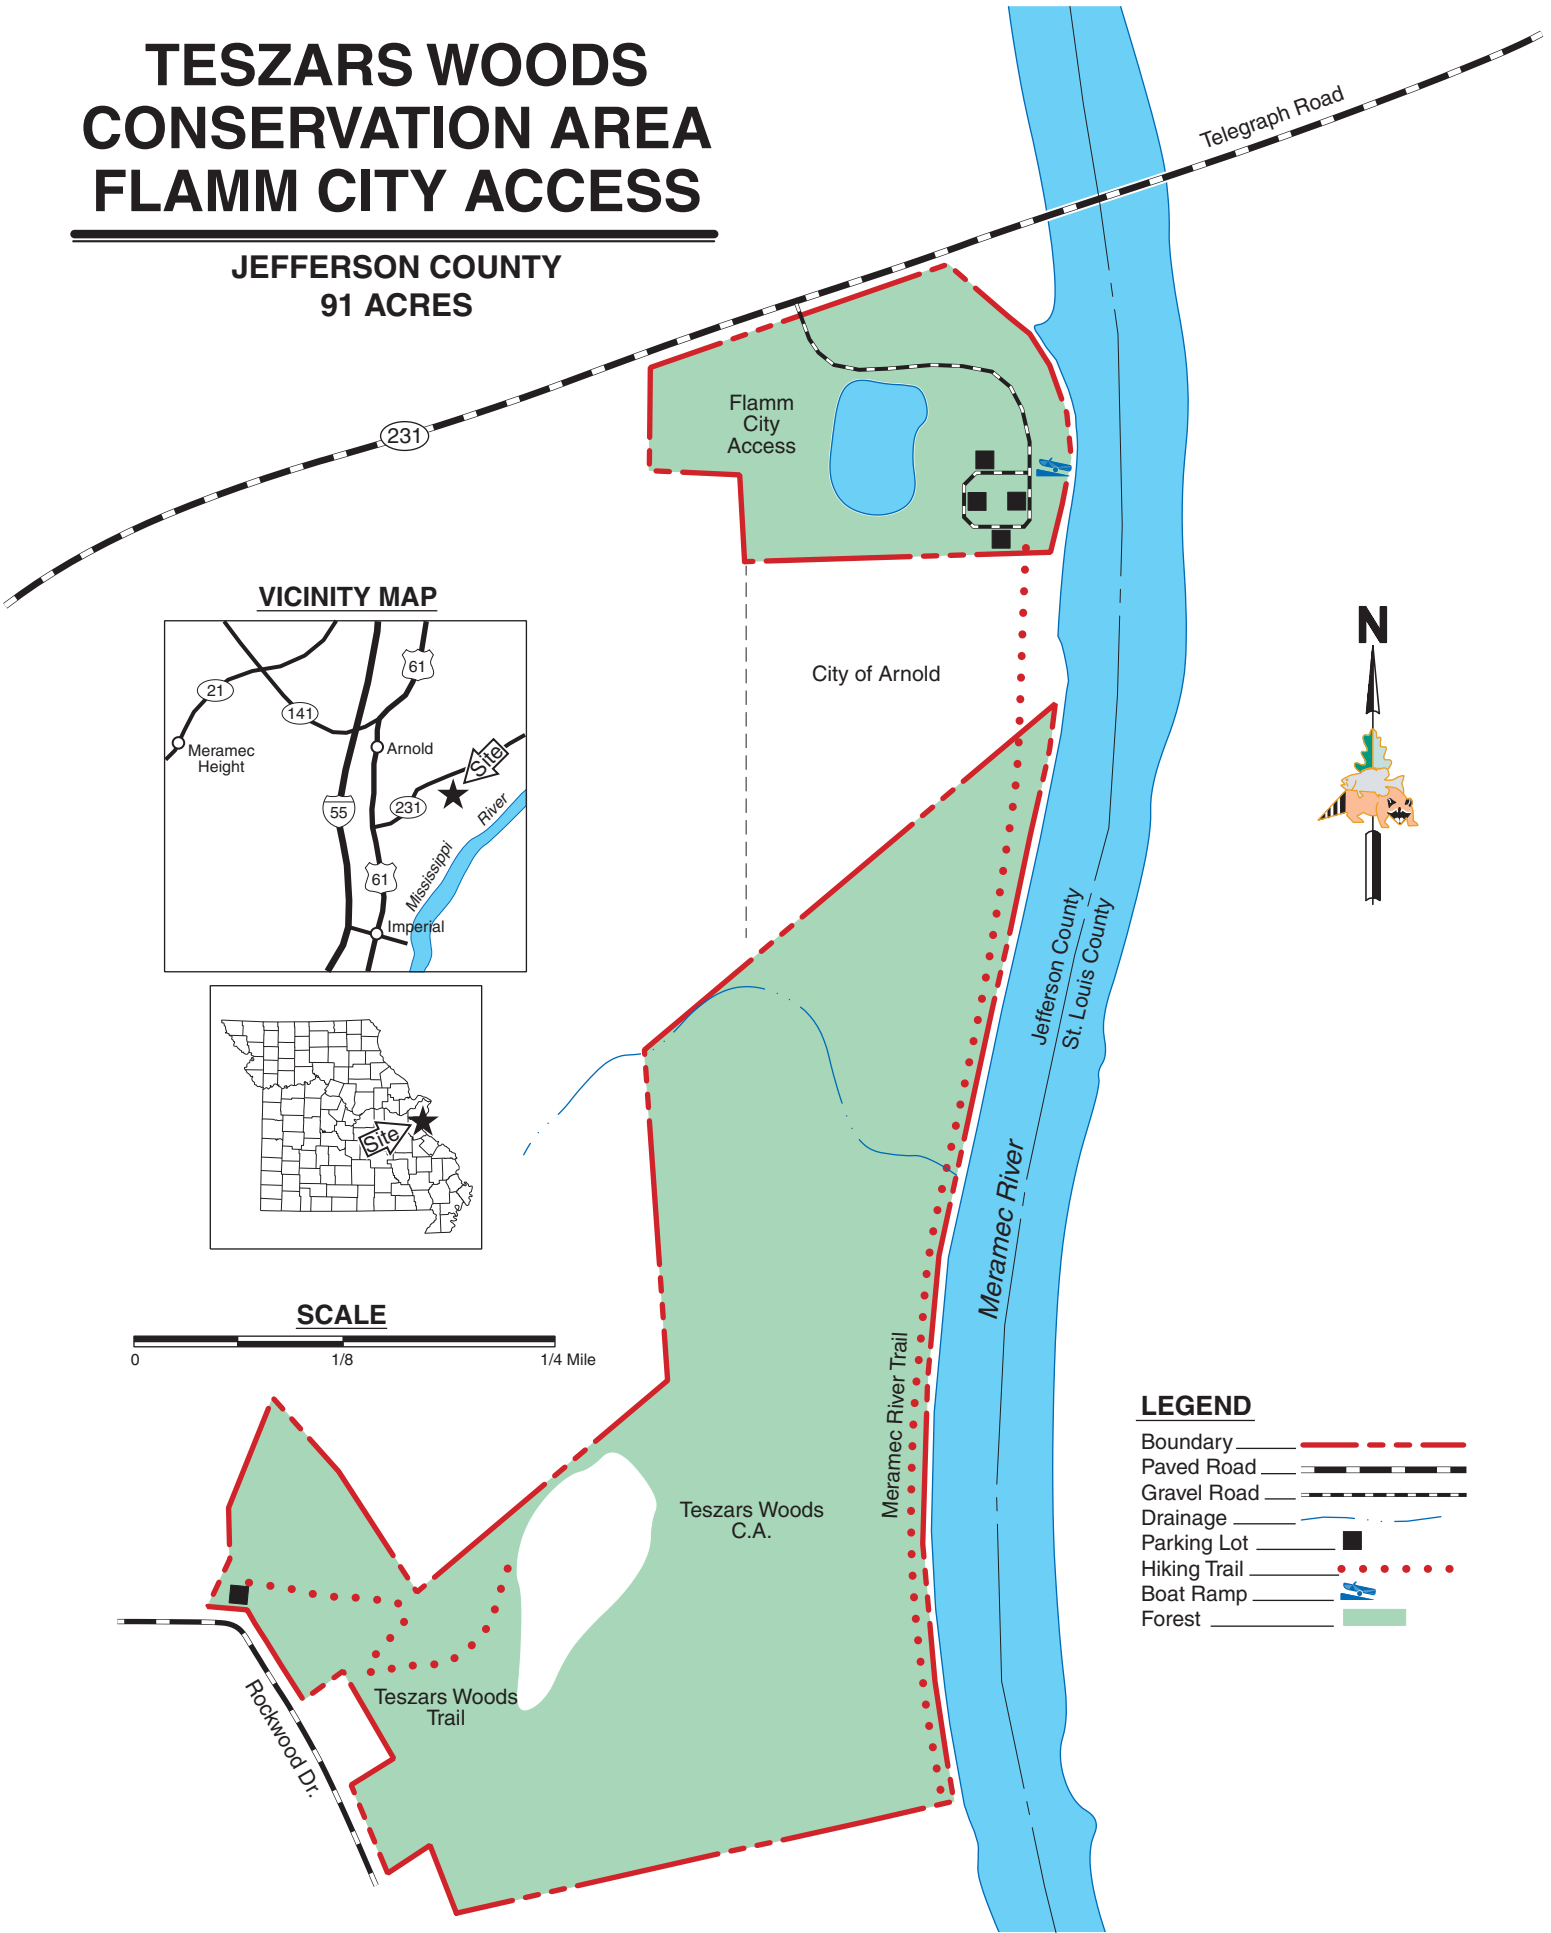 TESZARS WOODS
CONSERVATION AREA
FLAMM CITY ACCESS
JEFFERSON COUNTY
91 ACRES
Telegraph Road
231
Flamm
City
Access
City of Arnold
VICINITY MAP
61
21
141
Meramec
Height
Arnold
Site
55
231
River
Mississippi
61
Imperial
Site
N
Jefferson County
St. Louis County
Meramec River
SCALE
0
1/8
1/4 Mile
Meramec River Trail
Teszars Woods
C.A.
Teszars Woods
Trail
Rockwood Dr.
LEGEND
Boundary
Paved Road
Gravel Road
Drainage
Parking Lot
Hiking Trail
Boat Ramp
Forest